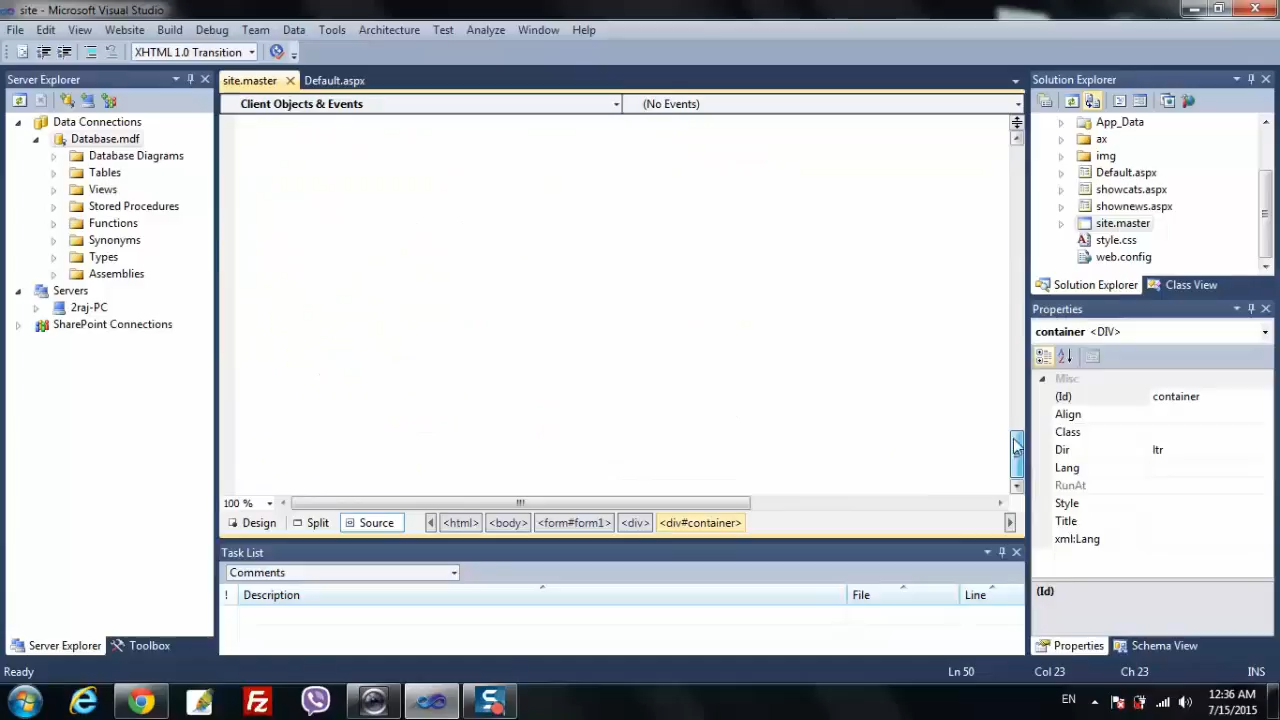 site - Microsoft Visual Studio
File Edit View Website Build Debug Team Data Tools Architecture Test Analyze Window Help
XHTML 1.0 Transition
Server Explorer
site.master Default.aspx
Solution Explorer
Client Objects & Events (No Events)
Data Connections
Database.mdf
Database Diagrams
Tables
Views
Stored Procedures
Functions
Synonyms
Types
Assemblies
Servers
2raj-PC
SharePoint Connections
App_Data
ax
img
Default.aspx
showcats.aspx
shownews.aspx
site.master
style.css
web.config
Solution Explorer Class View
Properties
container <DIV>
Misc
(Id) container
Align
Class
Dir ltr
Lang
RunAt
Style
Title
xml:Lang
(Id)
100 %
Design Split Source <html> <body> <form#form1> <div> <div#container>
Task List
Comments
! Description File Line
Server Explorer Toolbox
Properties Schema View
Ready Ln 50 Col 23 Ch 23 INS
EN
12:36 AM
7/15/2015